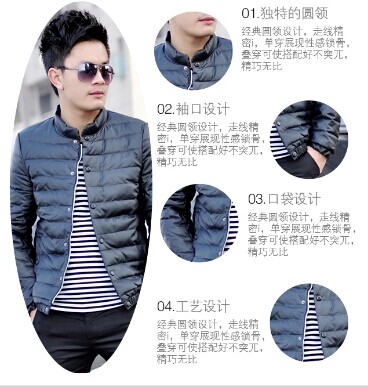 01.独特的圆领
经典圆领设计，走线精
密i，单穿展现性感锁骨，
叠穿可使搭配好不突兀，
精巧无比
02.袖口设计
经典圆领设计，走线精
密i，单穿展现性感锁骨，
叠穿可使搭配好不突兀，
精巧无比
03.口袋设计
经典圆领设计，走线精
密i，单穿展现性感锁骨，
叠穿可使搭配好不突兀，
精巧无比
04.工艺设计
经典圆领设计，走线精
密i，单穿展现性感锁骨，
叠穿可使搭配好不突兀，
精巧无比